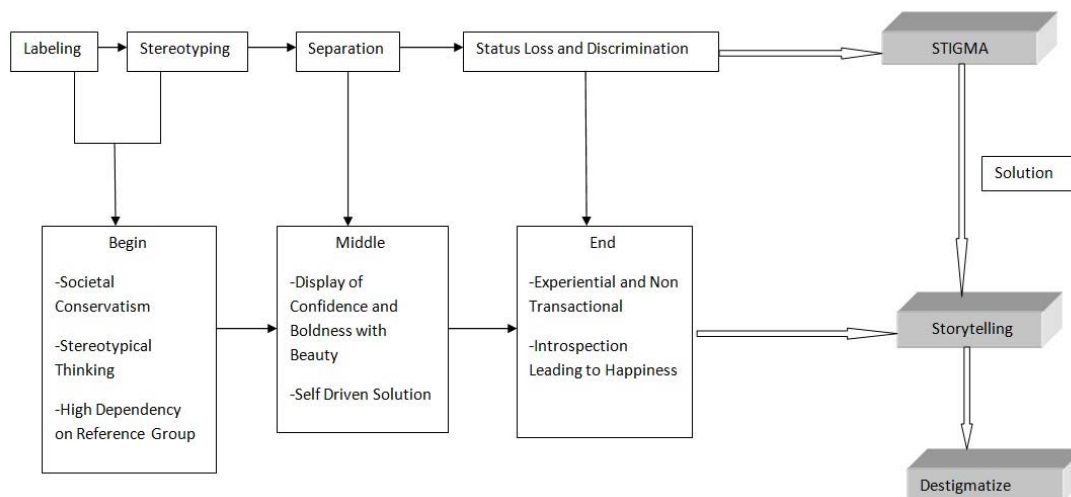 Labeling
Stereotyping
Separation
Status Loss and Discrimination
STIGMA
Solution
Begin
-Societal
Conservatism
-Stereotypical
Thinking
-High Dependency
on Reference Group
Middle
-Display of
Confidence and
Boldness with
Beauty
-Self Driven Solution
End
-Experiential and Non
Transactional
-Introspection
Leading to Happiness
Storytelling
Destigmatize